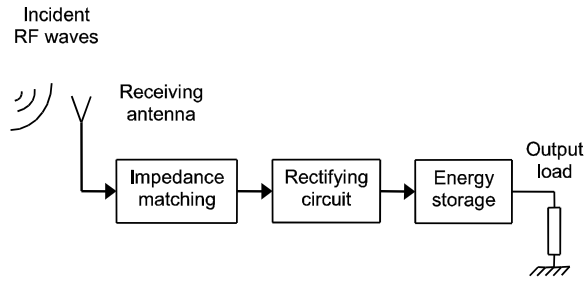 Incident
RF waves
Receiving
antenna
Impedance
matching
Rectifying
circuit
Energy
storage
Output
load